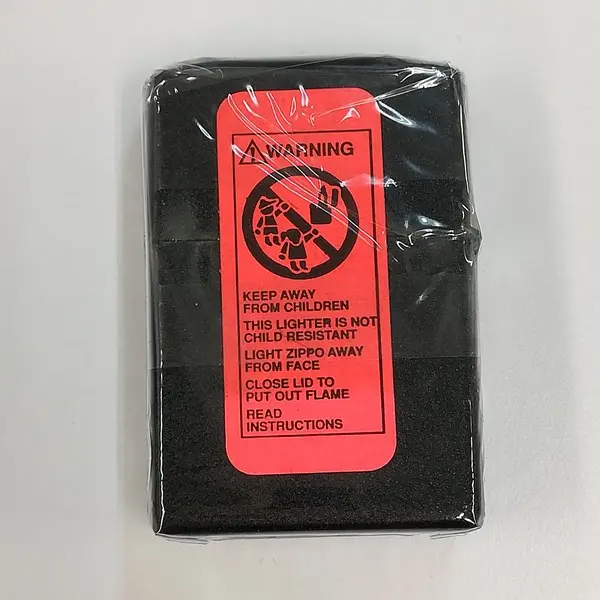 WARNING
KEEP AWAY
FROM CHILDREN
THIS LIGHTER IS NOT
CHILD RESISTANT
LIGHT ZIPPO AWAY
FROM FACE
CLOSE LID TO
PUT OUT FLAME
READ
INSTRUCTIONS